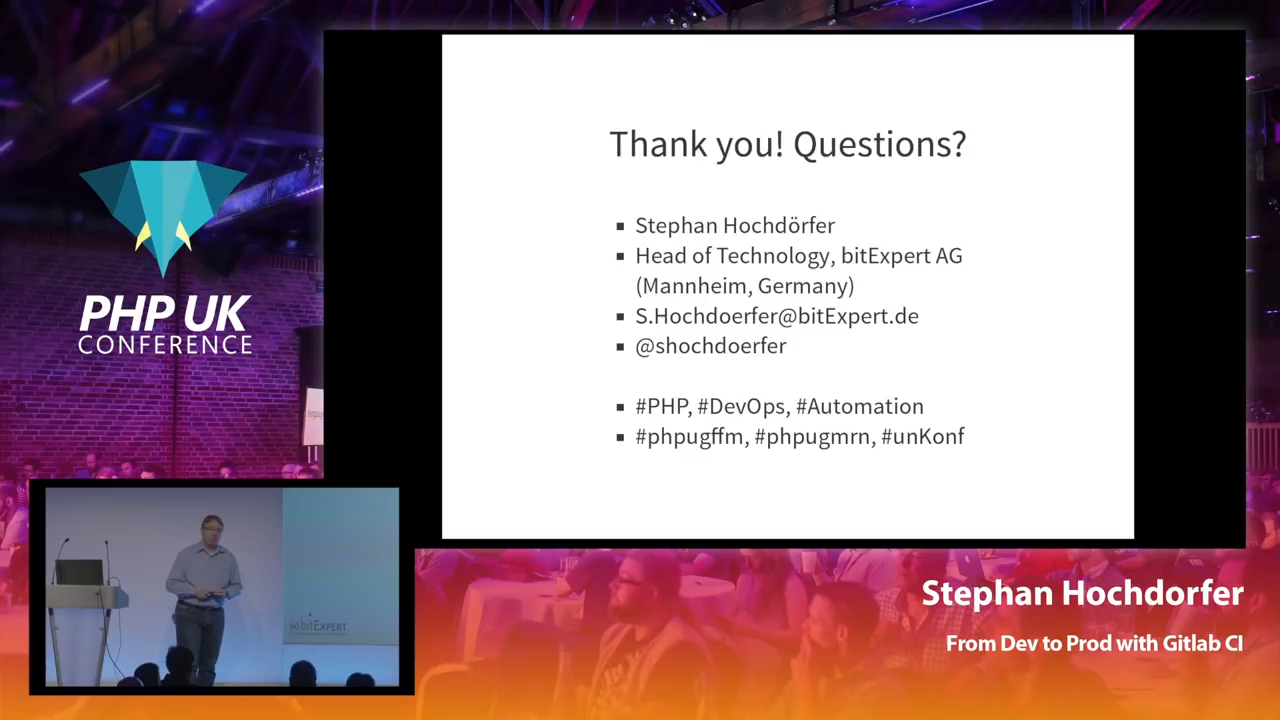 PHP UK
CONFERENCE
Thank you! Questions?
▪ Stephan Hochdörfer
▪ Head of Technology, bitExpert AG
(Mannheim, Germany)
▪ S.Hochdoerfer@bitExpert.de
▪ @shochdoerfer
▪ #PHP, #DevOps, #Automation
▪ #phpugffm, #phpugmrn, #unKonf
bitExpert
Stephan Hochdorfer
From Dev to Prod with Gitlab CI